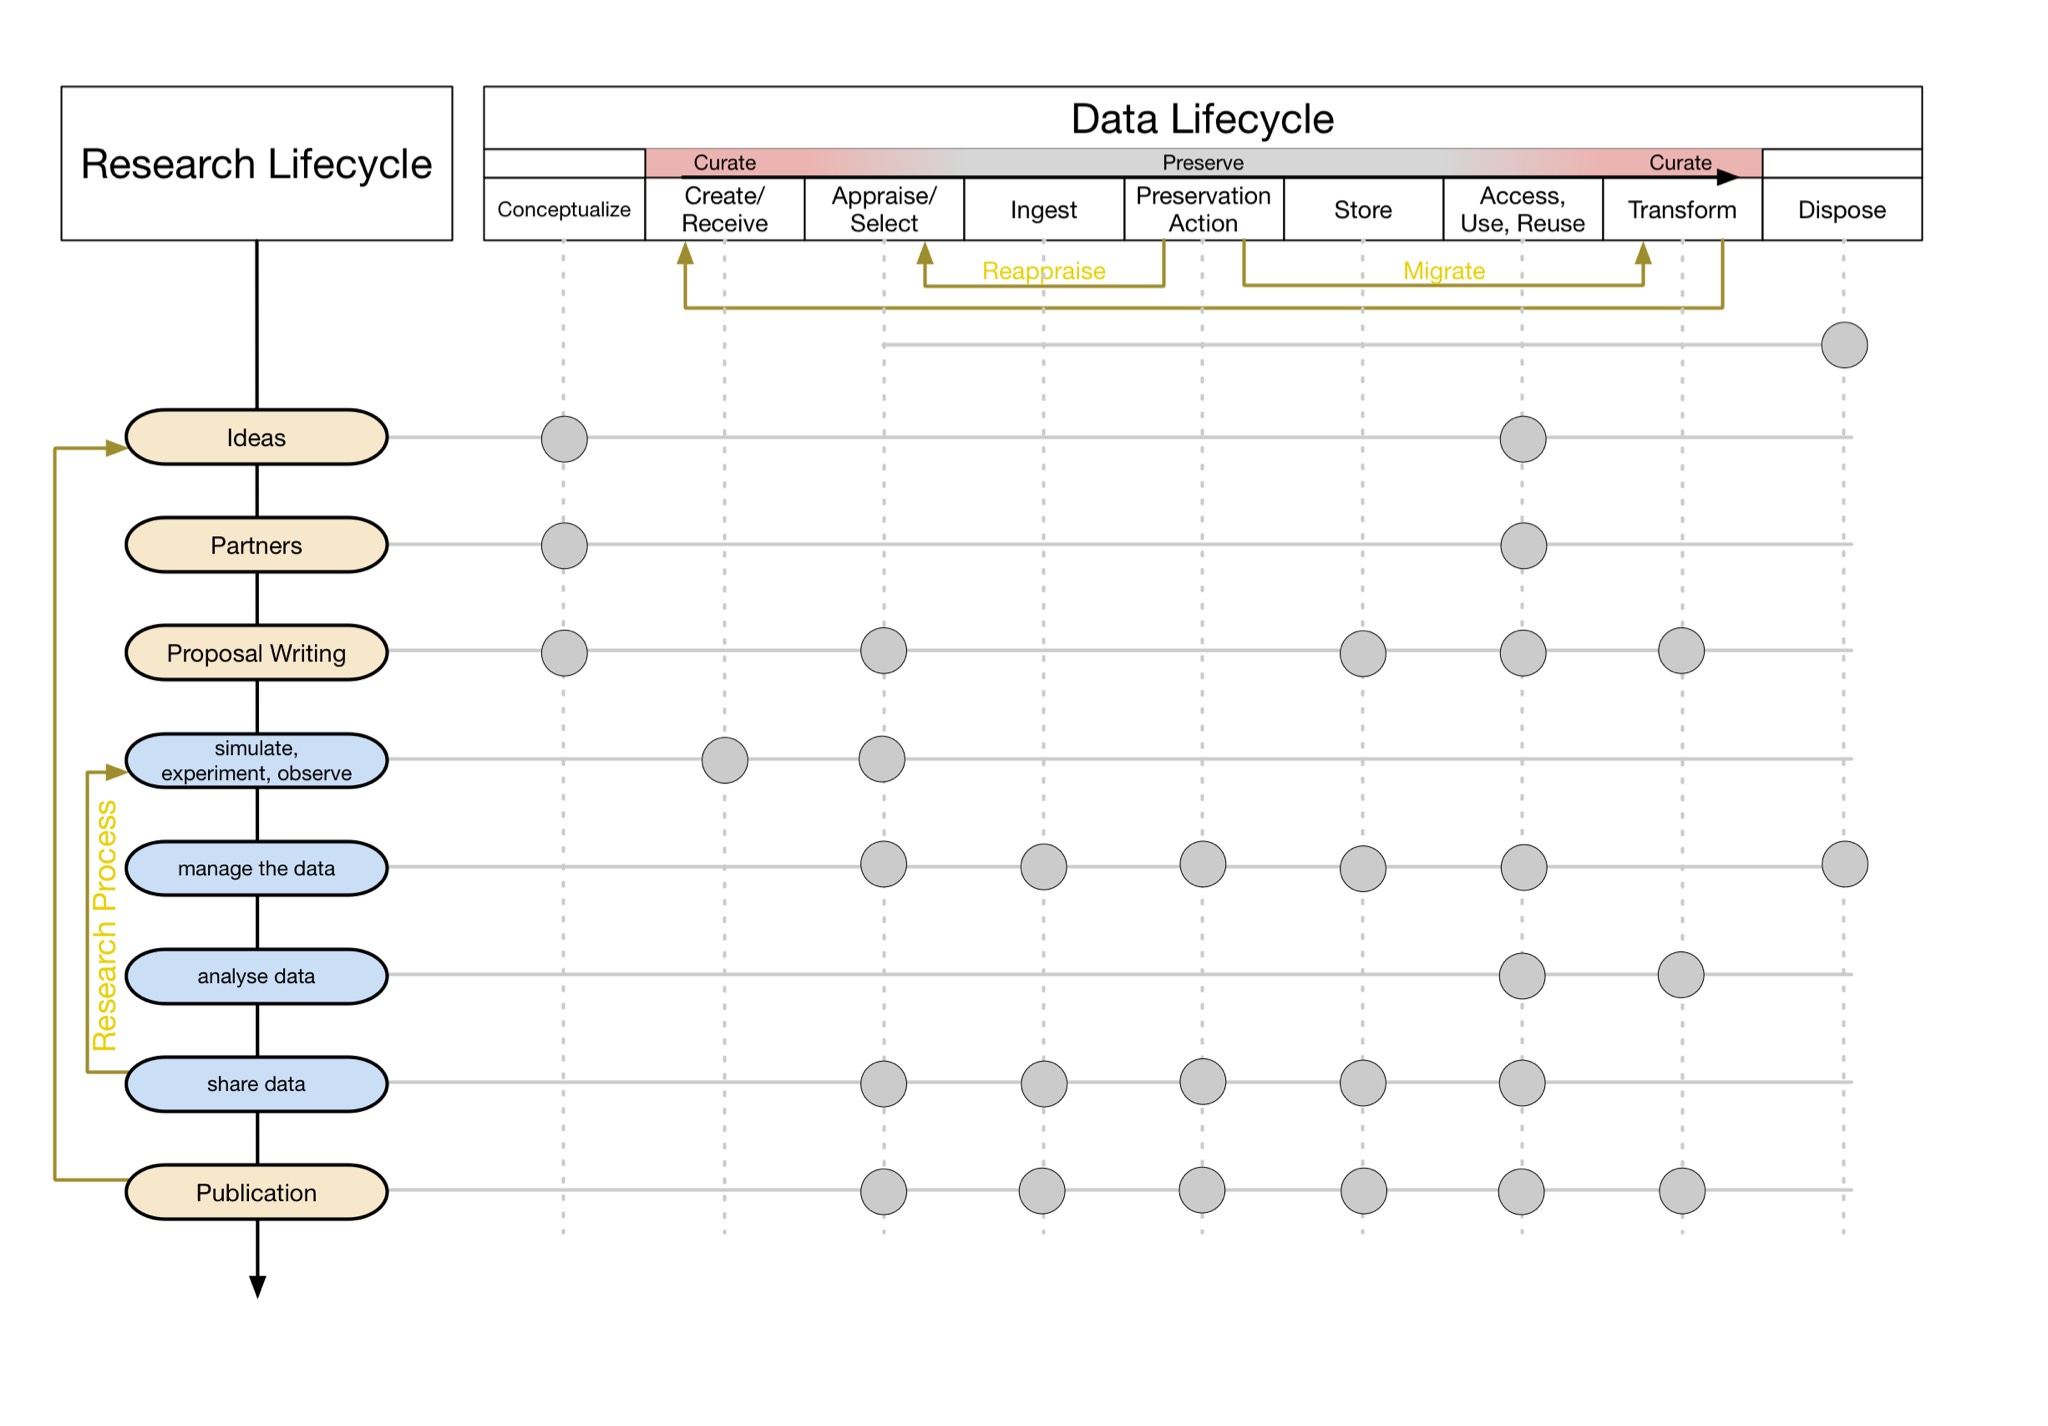 Research Lifecycle
Data Lifecycle
Curate
Preserve
Curate
Conceptualize
Create/
Receive
Appraise/
Select
Ingest
Preservation
Action
Store
Access,
Use, Reuse
Transform
Dispose
Reappraise
Migrate
Ideas
Partners
Proposal Writing
simulate,
experiment, observe
manage the data
analyse data
share data
Publication
Research Process